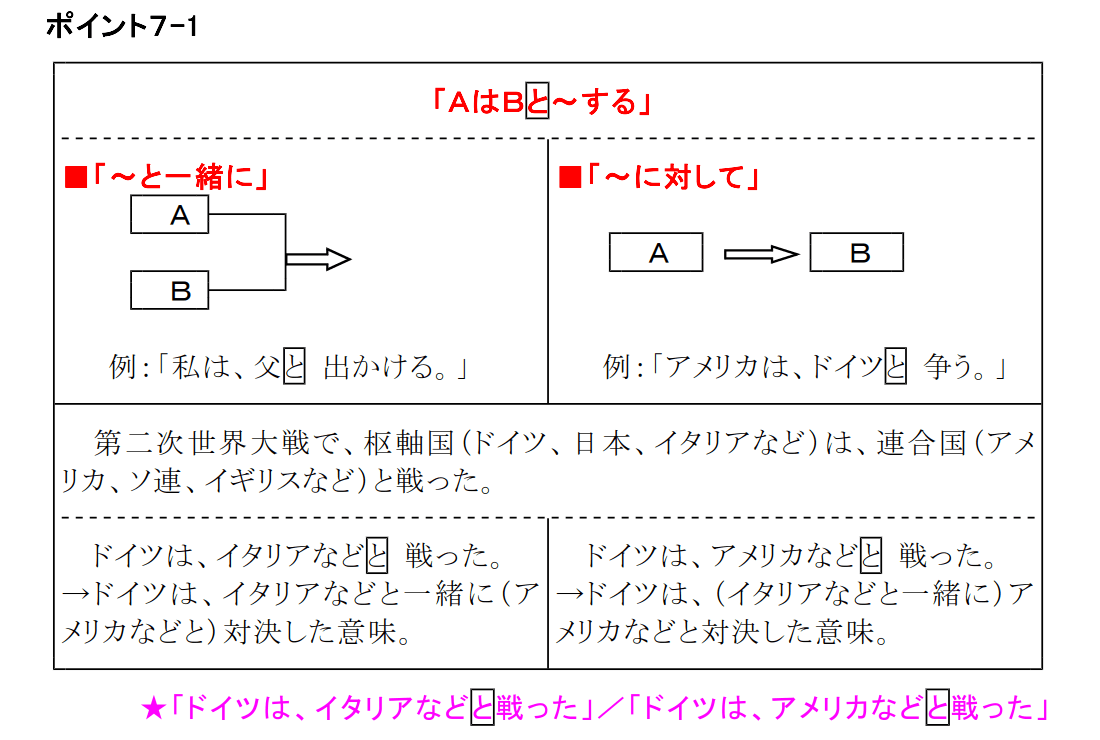 ポイント7-1
「AはBと～する」
■「～と一緒に」
A
B
例:「私は、父と 出かける。」
■「～に対して」
A
B
例:「アメリカは、ドイツと 争う。」
第二次世界大戦で、枢軸国(ドイツ、日本、イタリアなど)は、連合国(アメ
リカ、ソ連、イギリスなど)と戦った。
ドイツは、イタリアなどと 戦った。
→ドイツは、イタリアなどと一緒に(ア
メリカなどと)対決した意味。
ドイツは、アメリカなどと 戦った。
→ドイツは、(イタリアなどと一緒に)ア
メリカなどと対決した意味。
★「ドイツは、イタリアなどと戦った」/「ドイツは、アメリカなどと戦った」